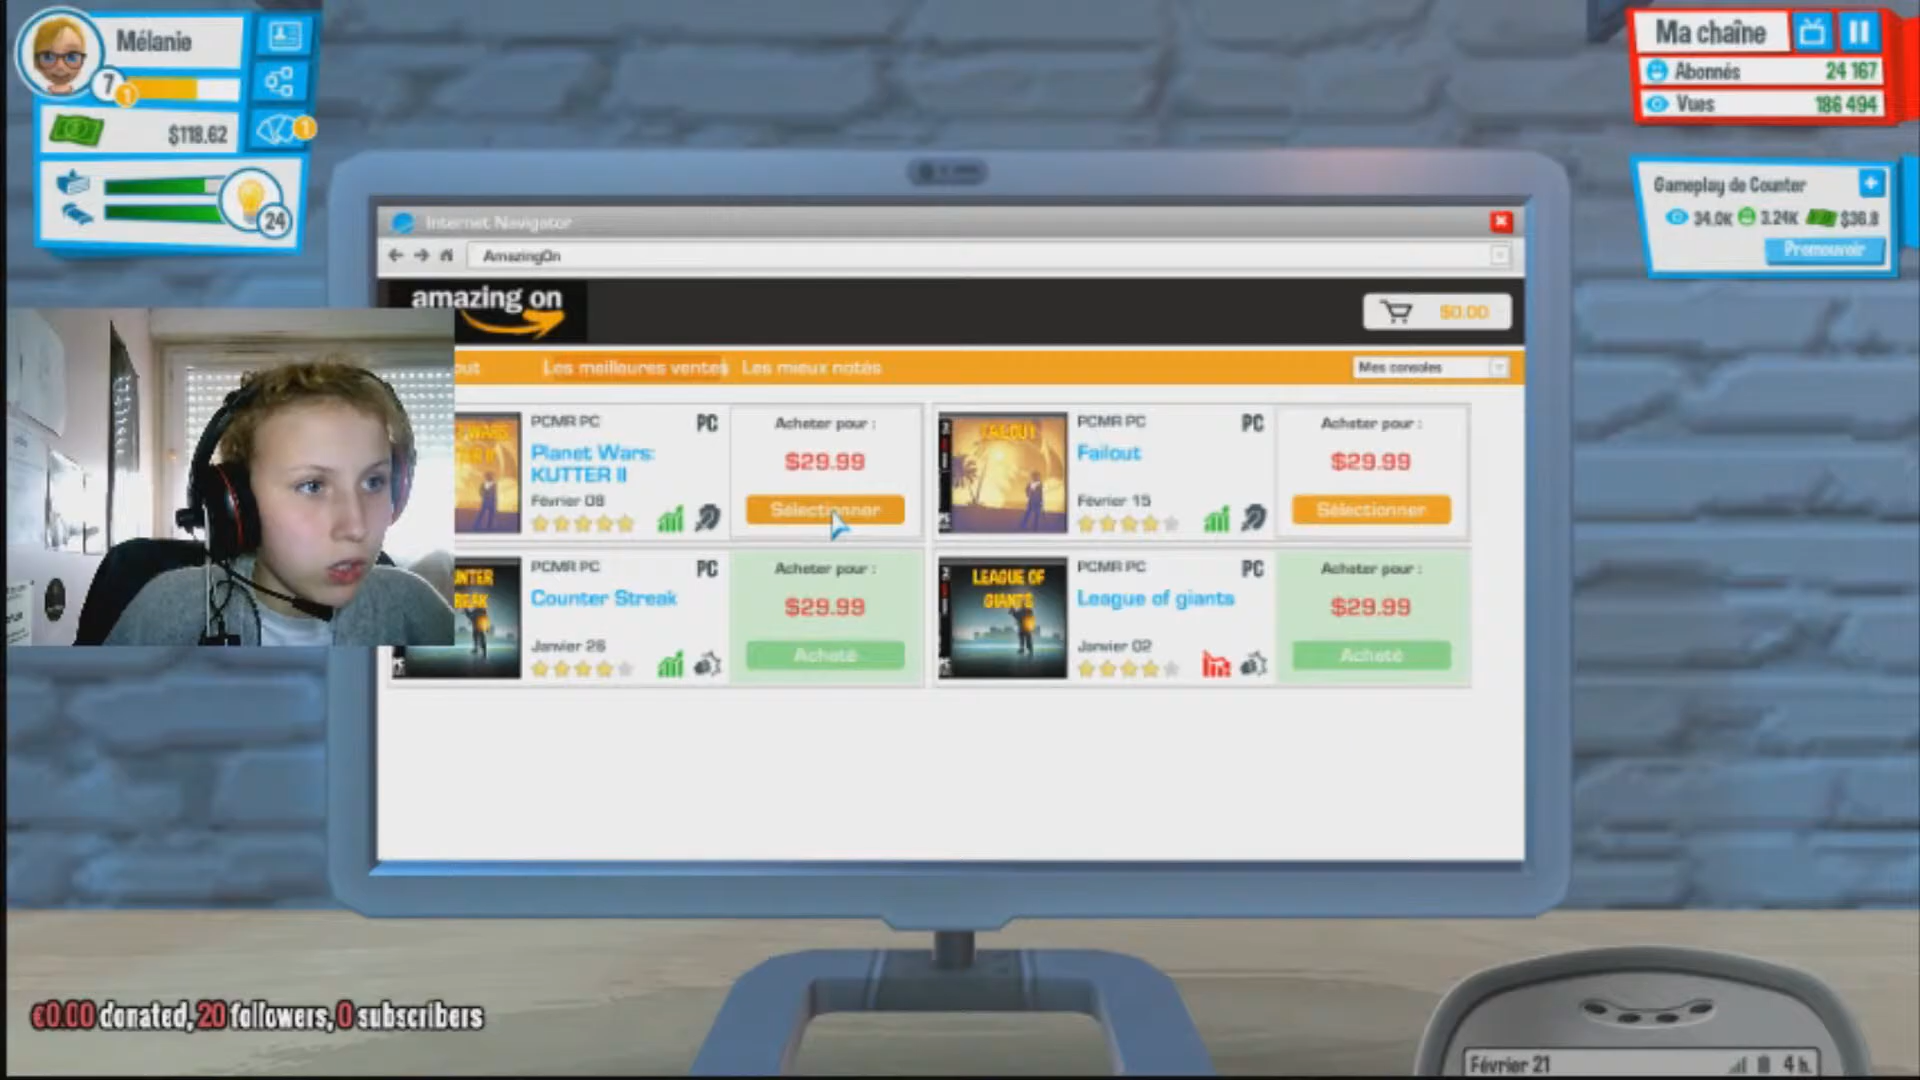 Mélanie
7
1
$118.62
1
24
Ma chaîne
Abonnés 24 167
Vues 186 494
Gameplay de Counter
34.0K 3.24K $36.8
Promouvoir
Internet Navigator
AmazingOn
amazing on
$0.00
out Les meilleures ventes Les mieux notés Mes consoles
PCMR PC PC
Planet Wars:
KUTTER II
Février 08
Acheter pour :
$29.99
Sélectionner
FAILOUT
PCMR PC PC
Failout
Février 15
Acheter pour :
$29.99
Sélectionner
PCMR PC PC
Counter Streak
Janvier 26
Acheter pour :
$29.99
Acheté
LEAGUE OF
GIANTS
PCMR PC PC
League of giants
Janvier 02
Acheter pour :
$29.99
Acheté
€0.00 donated, 20 followers, 0 subscribers
Février 21 4 h.